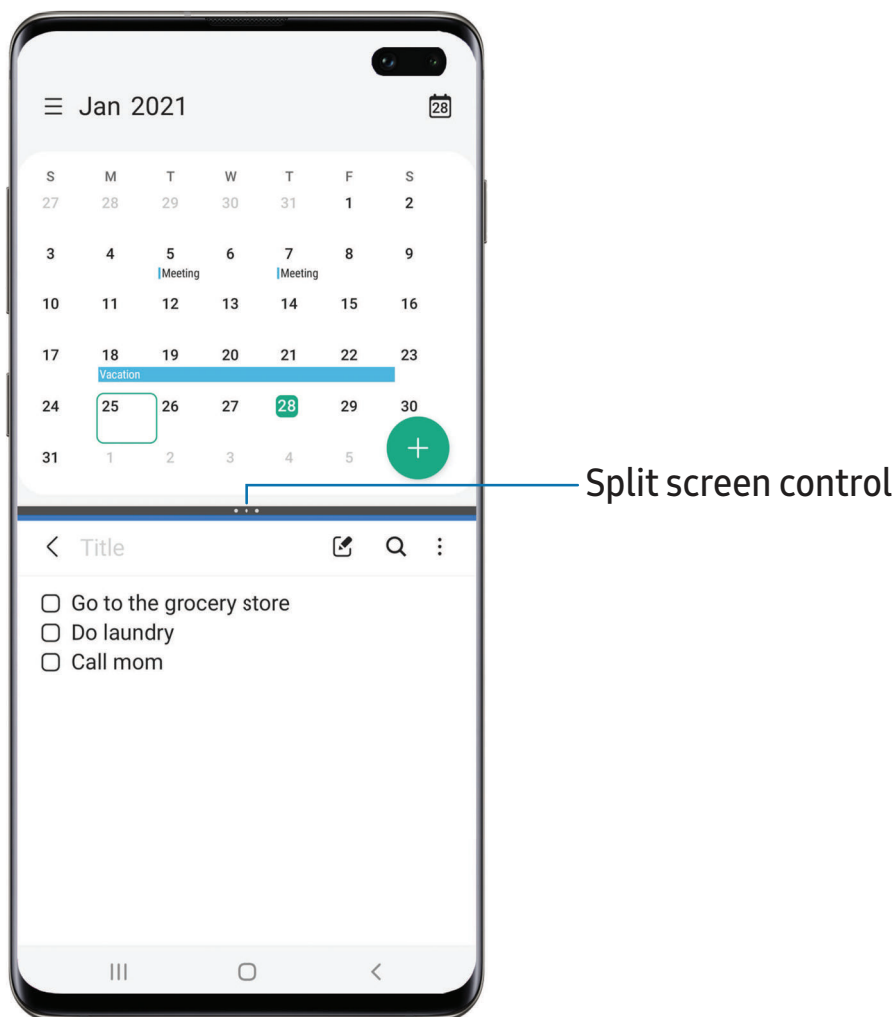 Jan 2021
28
S M T W T F S
27 28 29 30 31 1 2
3 4 5 6 7 8 9
Meeting Meeting
10 11 12 13 14 15 16
17 18 19 20 21 22 23
Vacation
24 25 26 27 28 29 30
31 1 2 3 4 5
Split screen control
Title
Go to the grocery store
Do laundry
Call mom